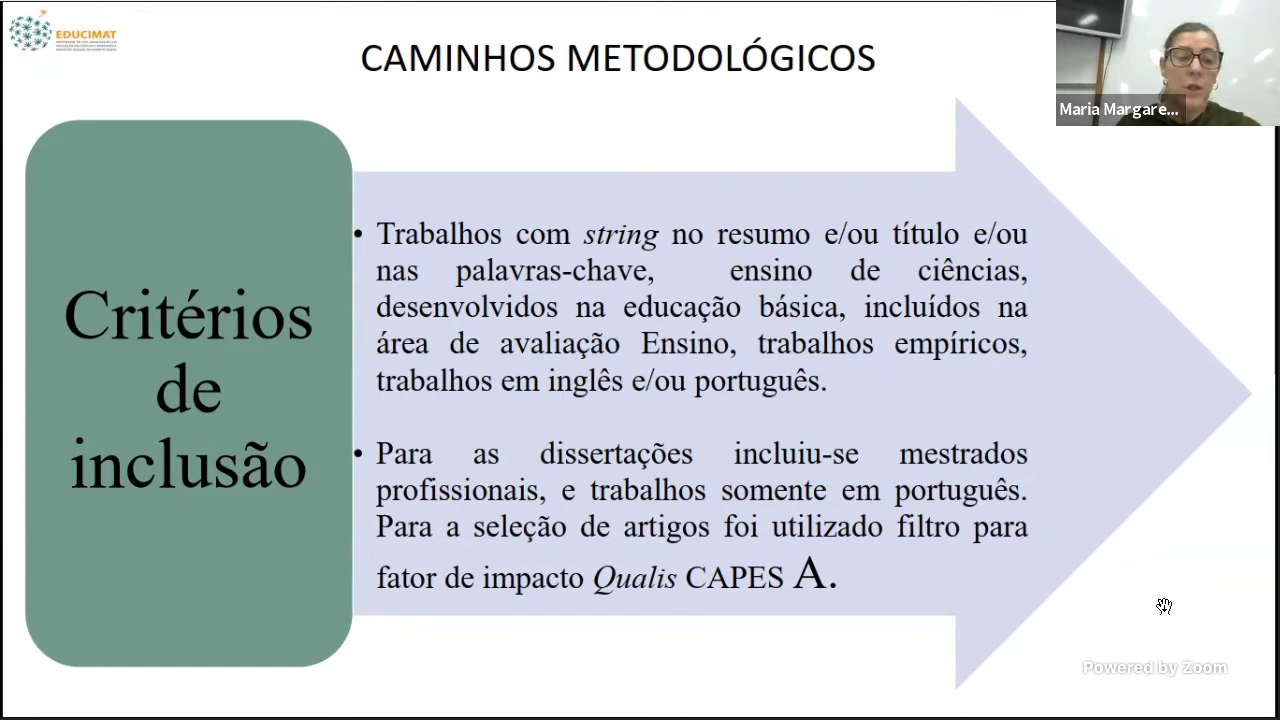 EDUCIMAT
CAMINHOS METODOLÓGICOS
Maria Margare...
Critérios
de
inclusão
• Trabalhos com string no resumo e/ou título e/ou
nas palavras-chave, ensino de ciências,
desenvolvidos na educação básica, incluídos na
área de avaliação Ensino, trabalhos empíricos,
trabalhos em inglês e/ou português.
• Para as dissertações incluiu-se mestrados
profissionais, e trabalhos somente em português.
Para a seleção de artigos foi utilizado filtro para
fator de impacto Qualis CAPES A.
Powered by Zoom